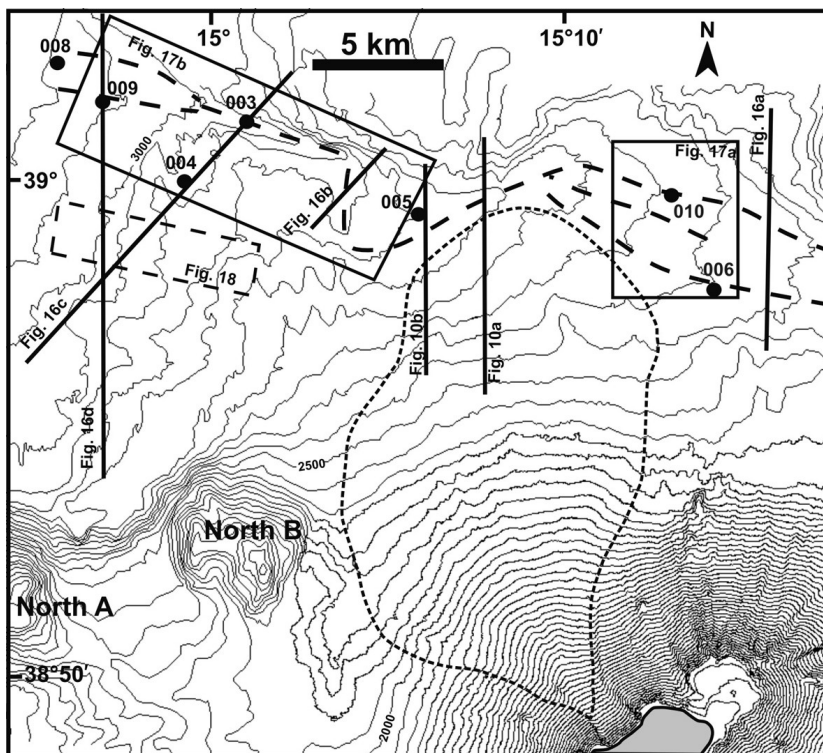 15°
15°10′
N
008
Fig. 17b
5 km
009
003
Fig. 16a
3000
Fig. 17a
39°
004
Fig. 16b
005
010
006
Fig. 18
Fig. 16c
Fig. 10b
Fig. 10a
Fig. 16d
2500
North B
North A
38°50′
2000